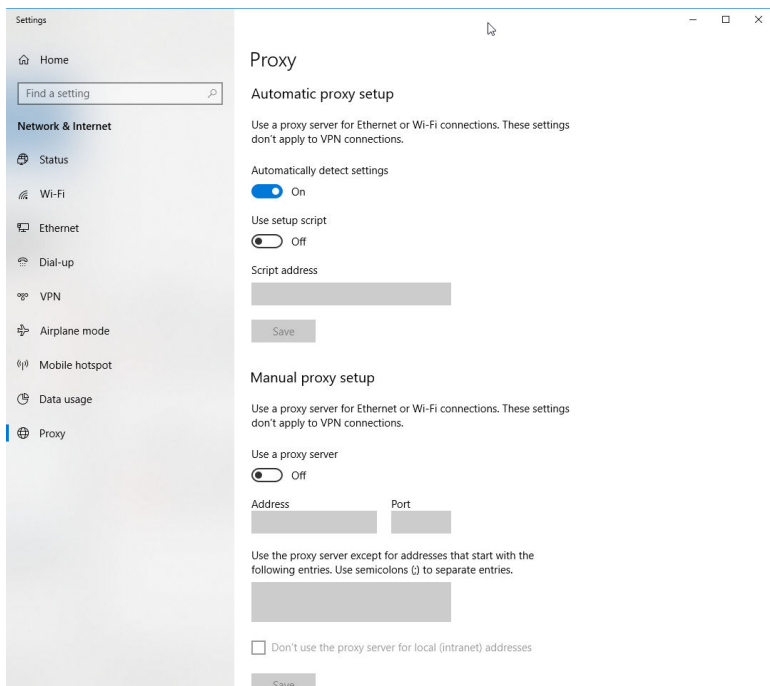 Settings
Home
Find a setting
Network & Internet
Status
Wi-Fi
Ethernet
Dial-up
VPN
Airplane mode
Mobile hotspot
Data usage
Proxy
Proxy
Automatic proxy setup
Use a proxy server for Ethernet or Wi-Fi connections. These settings
don't apply to VPN connections.
Automatically detect settings
On
Use setup script
Off
Script address
Save
Manual proxy setup
Use a proxy server for Ethernet or Wi-Fi connections. These settings
don't apply to VPN connections.
Use a proxy server
Off
Address Port
Use the proxy server except for addresses that start with the
following entries. Use semicolons (;) to separate entries.
Don't use the proxy server for local (intranet) addresses
Save